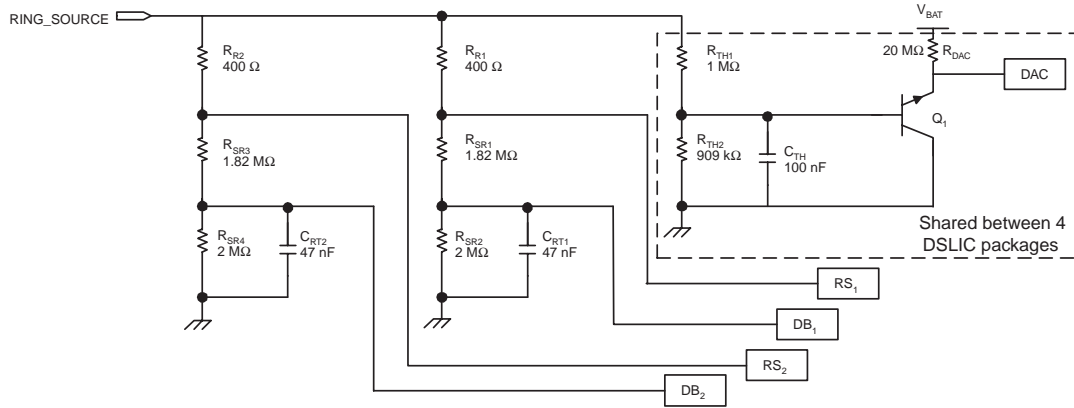 RING_SOURCE
R_R2
400 Ω
R_R1
400 Ω
R_TH1
1 MΩ
V_BAT
20 MΩ
R_DAC
DAC
Q_1
R_SR3
1.82 MΩ
R_SR1
1.82 MΩ
R_TH2
909 kΩ
C_TH
100 nF
R_SR4
2 MΩ
C_RT2
47 nF
R_SR2
2 MΩ
C_RT1
47 nF
Shared between 4
DSLIC packages
RS_1
DB_1
RS_2
DB_2